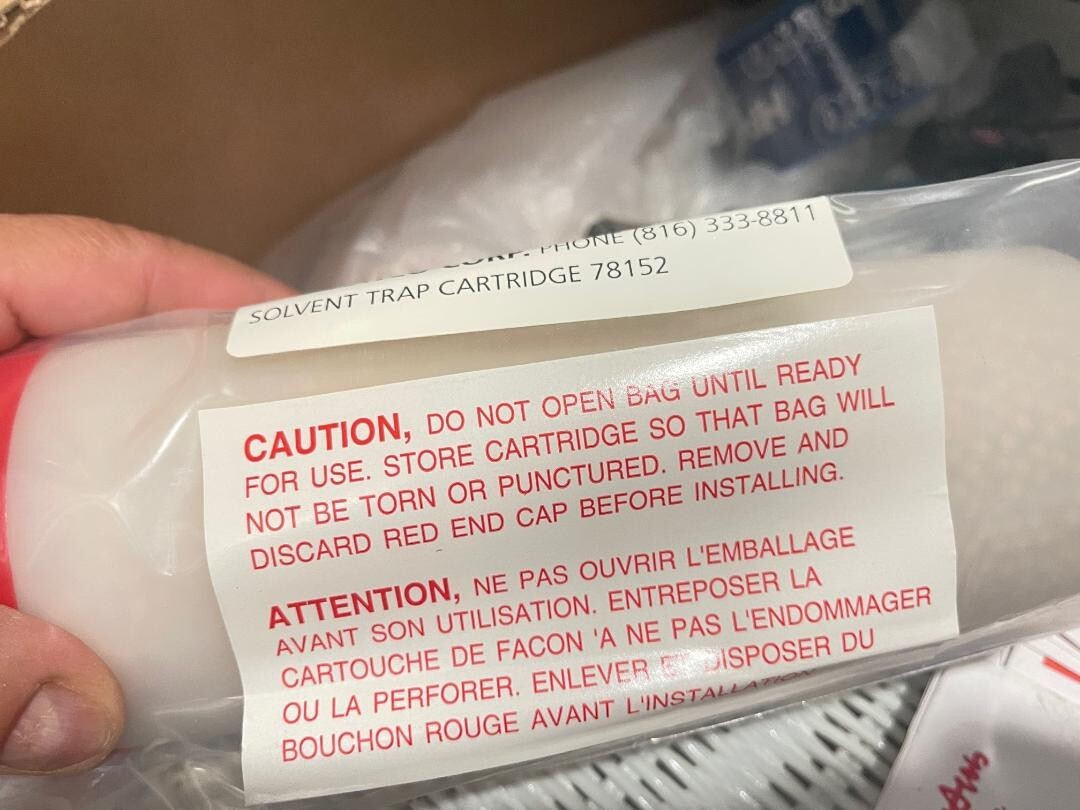 CORP. PHONE (816) 333-8811
SOLVENT TRAP CARTRIDGE 78152
CAUTION, DO NOT OPEN BAG UNTIL READY
FOR USE. STORE CARTRIDGE SO THAT BAG WILL
NOT BE TORN OR PUNCTURED. REMOVE AND
DISCARD RED END CAP BEFORE INSTALLING.
ATTENTION, NE PAS OUVRIR L'EMBALLAGE
AVANT SON UTILISATION. ENTREPOSER LA
CARTOUCHE DE FACON 'A NE PAS L'ENDOMMAGER
OU LA PERFORER. ENLEVER ET DISPOSER DU
BOUCHON ROUGE AVANT L'INSTALLATION